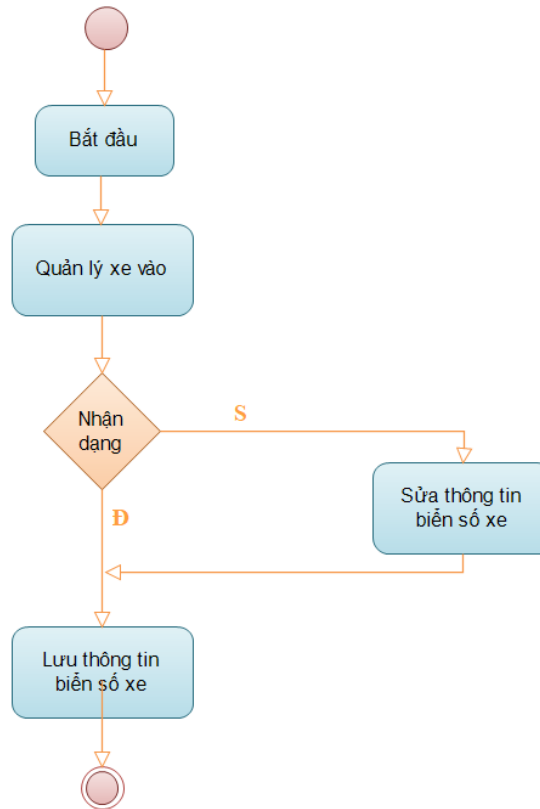 Bắt đầu
Quản lý xe vào
Nhận
dạng
S
Sửa thông tin
biển số xe
Đ
Lưu thông tin
biển số xe